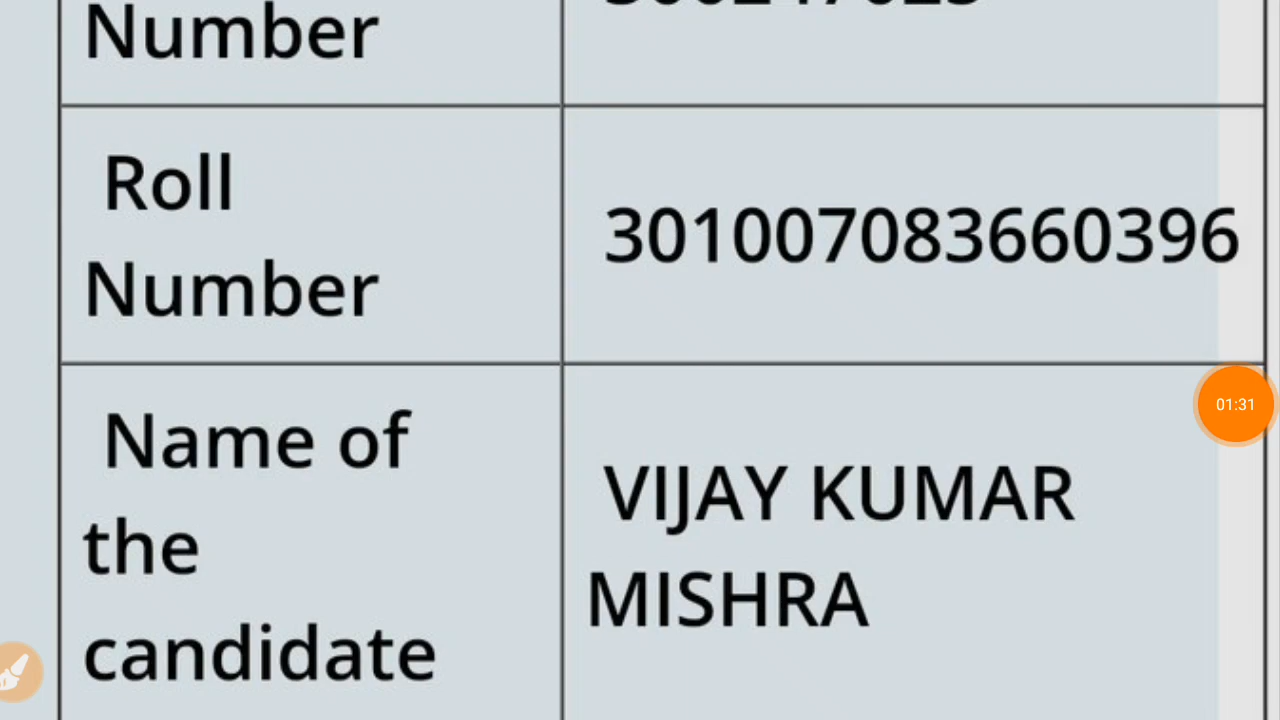 Number
Roll
Number
301007083660396
Name of
the
candidate
VIJAY KUMAR
MISHRA
01:31